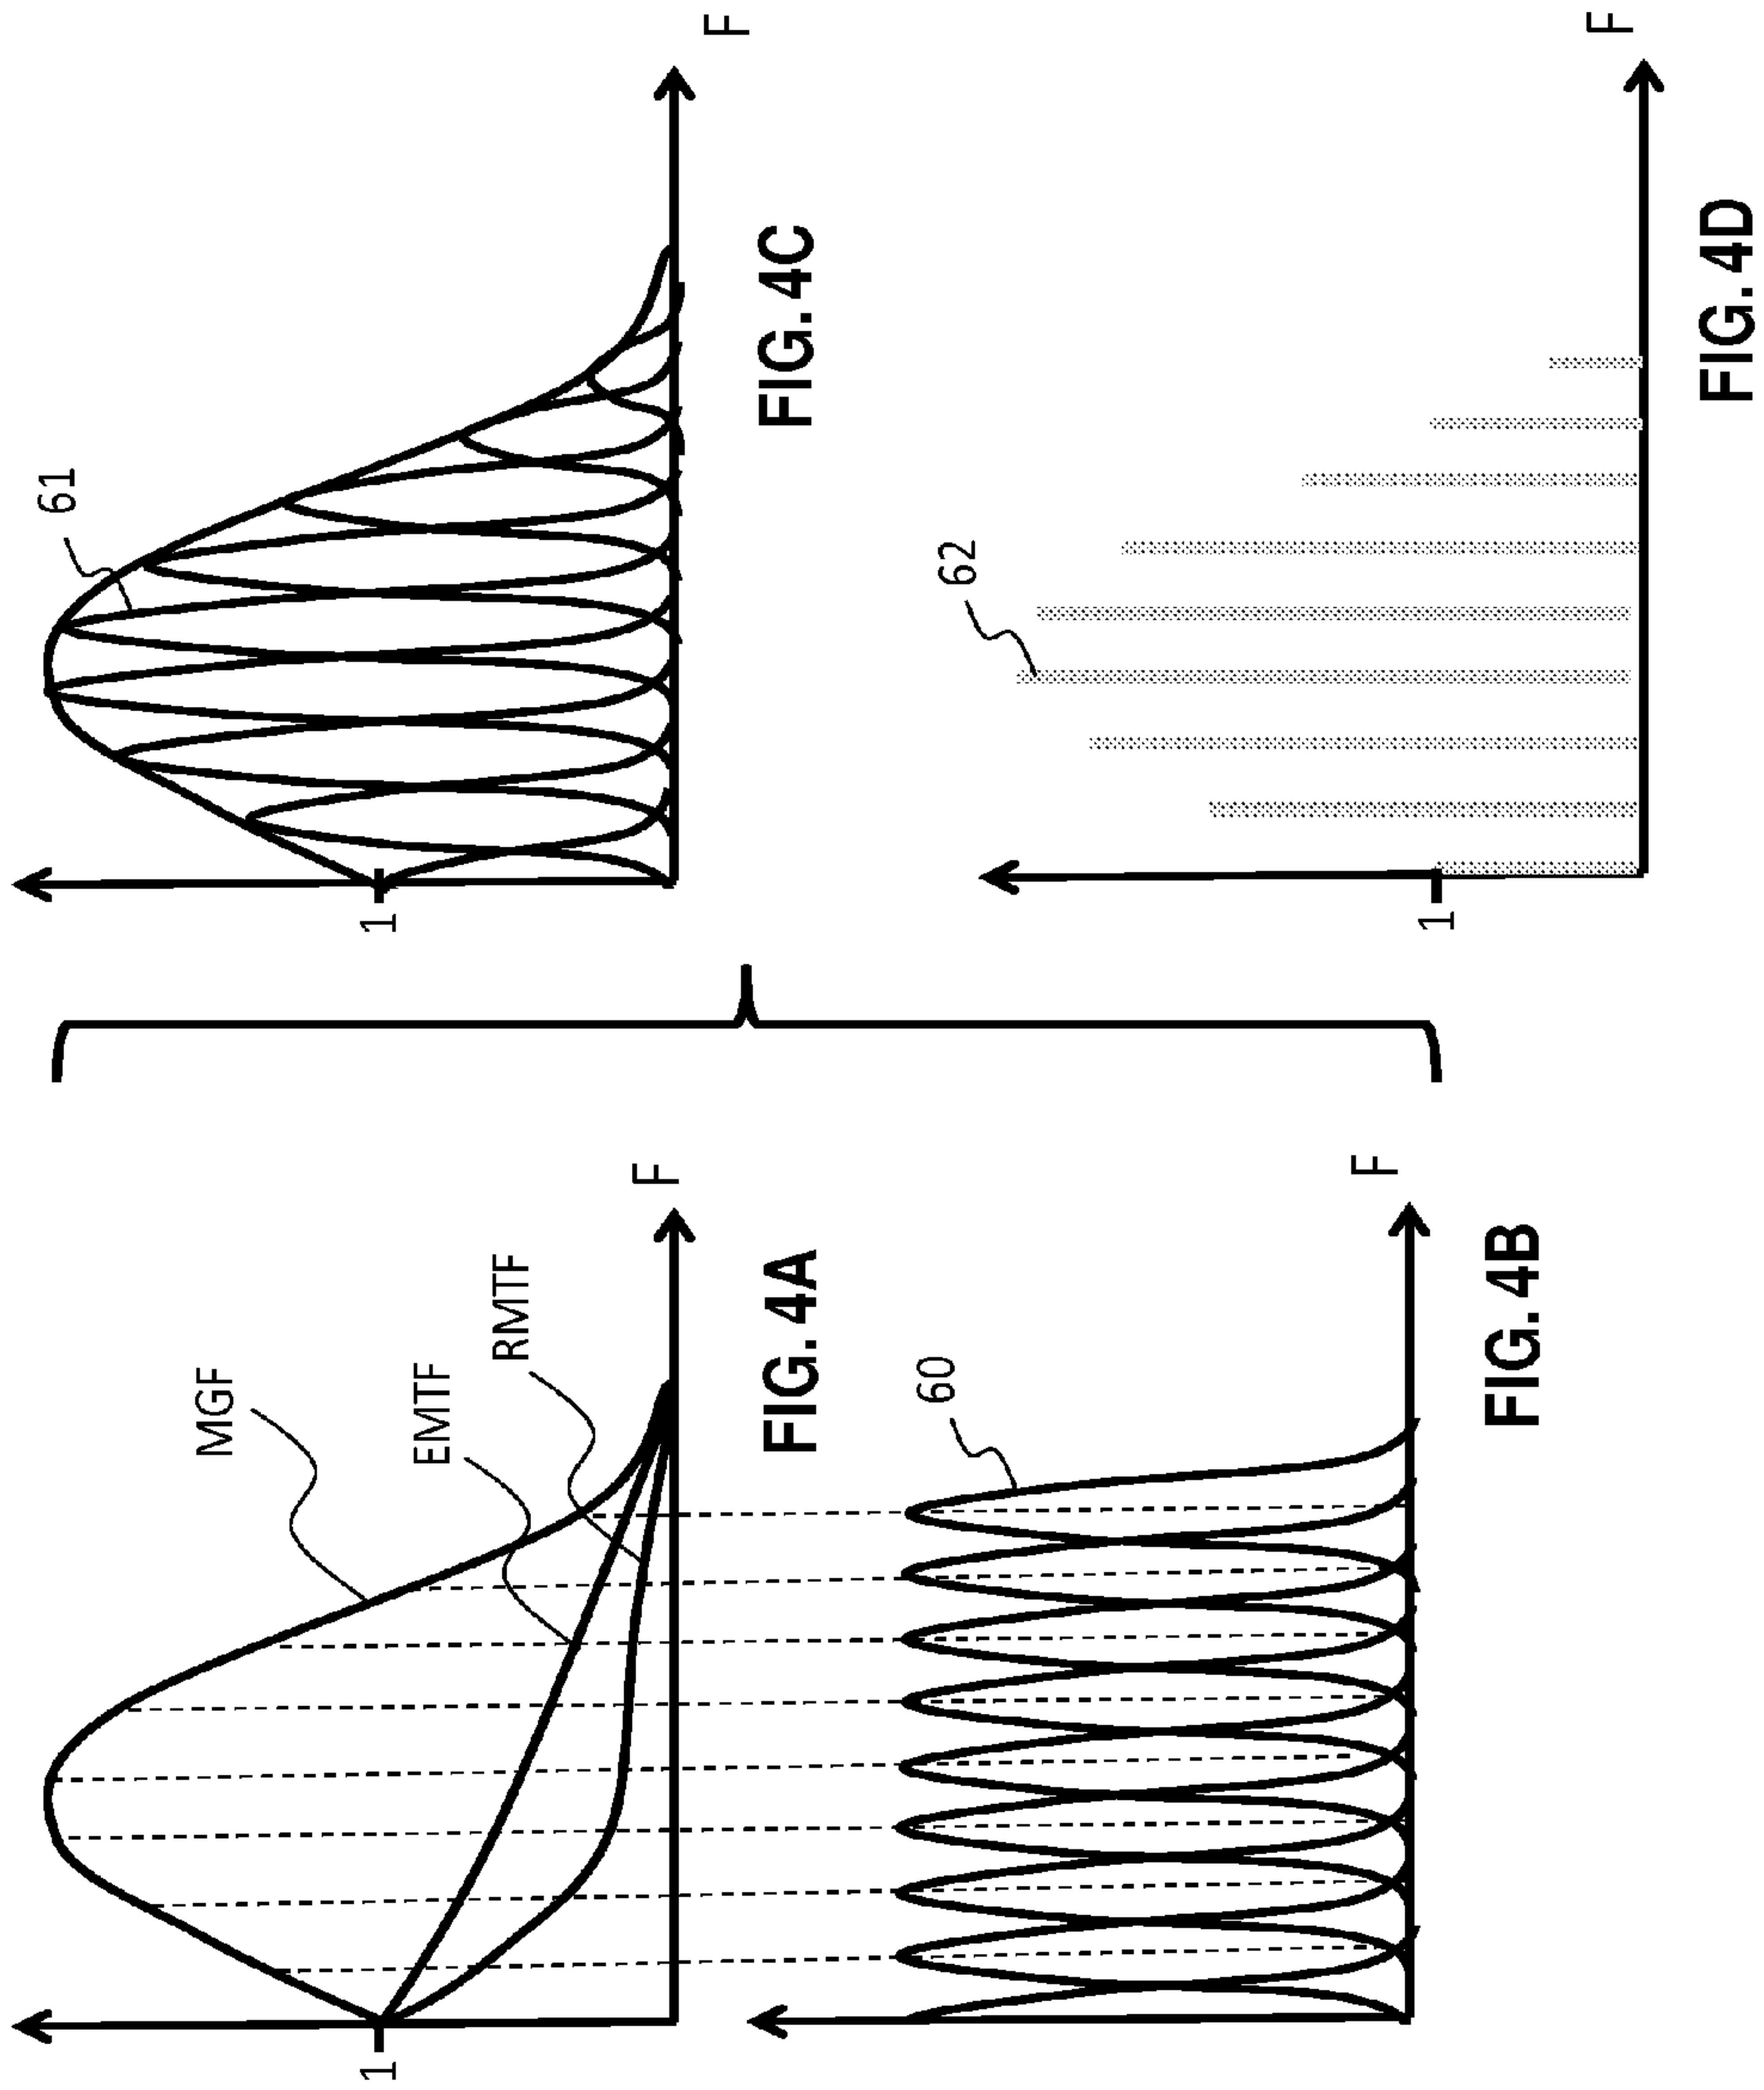 MGF
EMTF
RMTF
1
F
FIG. 4A
60
F
FIG. 4B
61
1
F
FIG. 4C
62
1
F
FIG. 4D